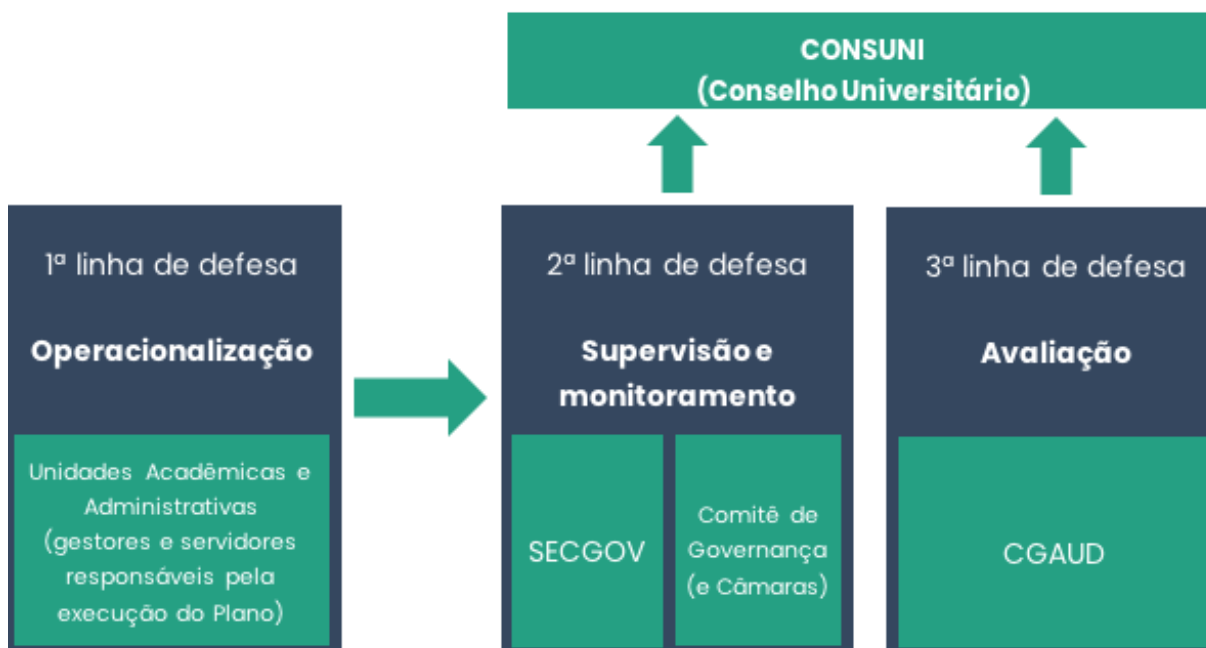 CONSUNI
(Conselho Universitário)
1ª linha de defesa
Operacionalização
Unidades Acadêmicas e
Administrativas
(gestores e servidores
responsáveis pela
execução do Plano)
2ª linha de defesa
Supervisão e
monitoramento
SECGOV
Comitê de
Governança
(e Câmaras)
3ª linha de defesa
Avaliação
CGAUD